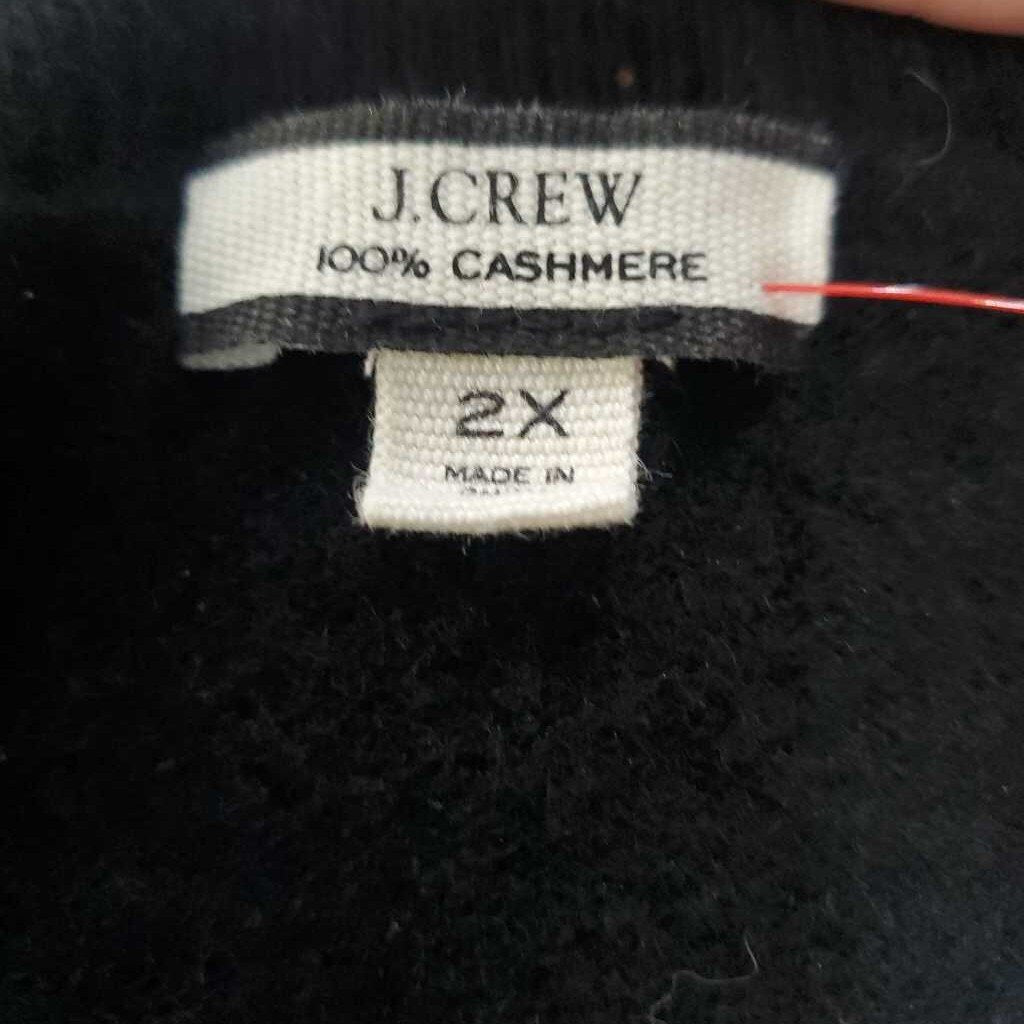 J.CREW
100% CASHMERE
2X
MADE IN